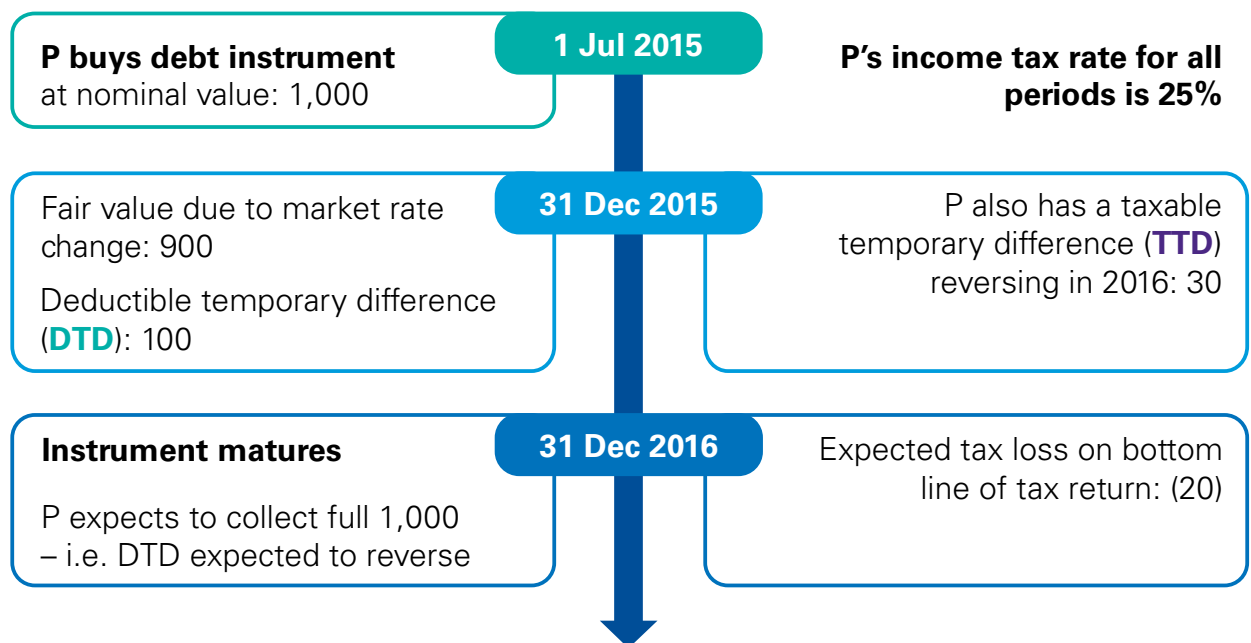 P buys debt instrument
at nominal value: 1,000
1 Jul 2015
P's income tax rate for all
periods is 25%
Fair value due to market rate
change: 900
Deductible temporary difference
(DTD): 100
31 Dec 2015
P also has a taxable
temporary difference (TTD)
reversing in 2016: 30
Instrument matures
P expects to collect full 1,000
– i.e. DTD expected to reverse
31 Dec 2016
Expected tax loss on bottom
line of tax return: (20)